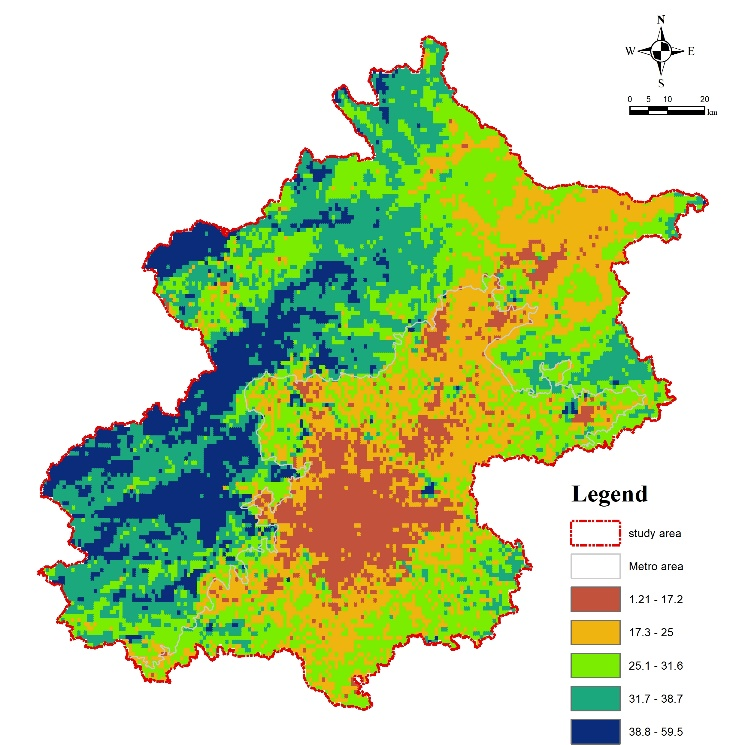 N
W E
S
0 5 10 20
km
Legend
study area
Metro area
1.21 - 17.2
17.3 - 25
25.1 - 31.6
31.7 - 38.7
38.8 - 59.5